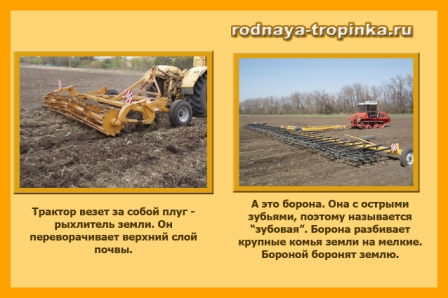 rodnaya-tropinka.ru
Трактор везет за собой плуг -
рыхлитель земли. Он
переворачивает верхний слой
почвы.
А это борона. Она с острыми
зубьями, поэтому называется
"зубовая". Борона разбивает
крупные комья земли на мелкие.
Бороной боронят землю.